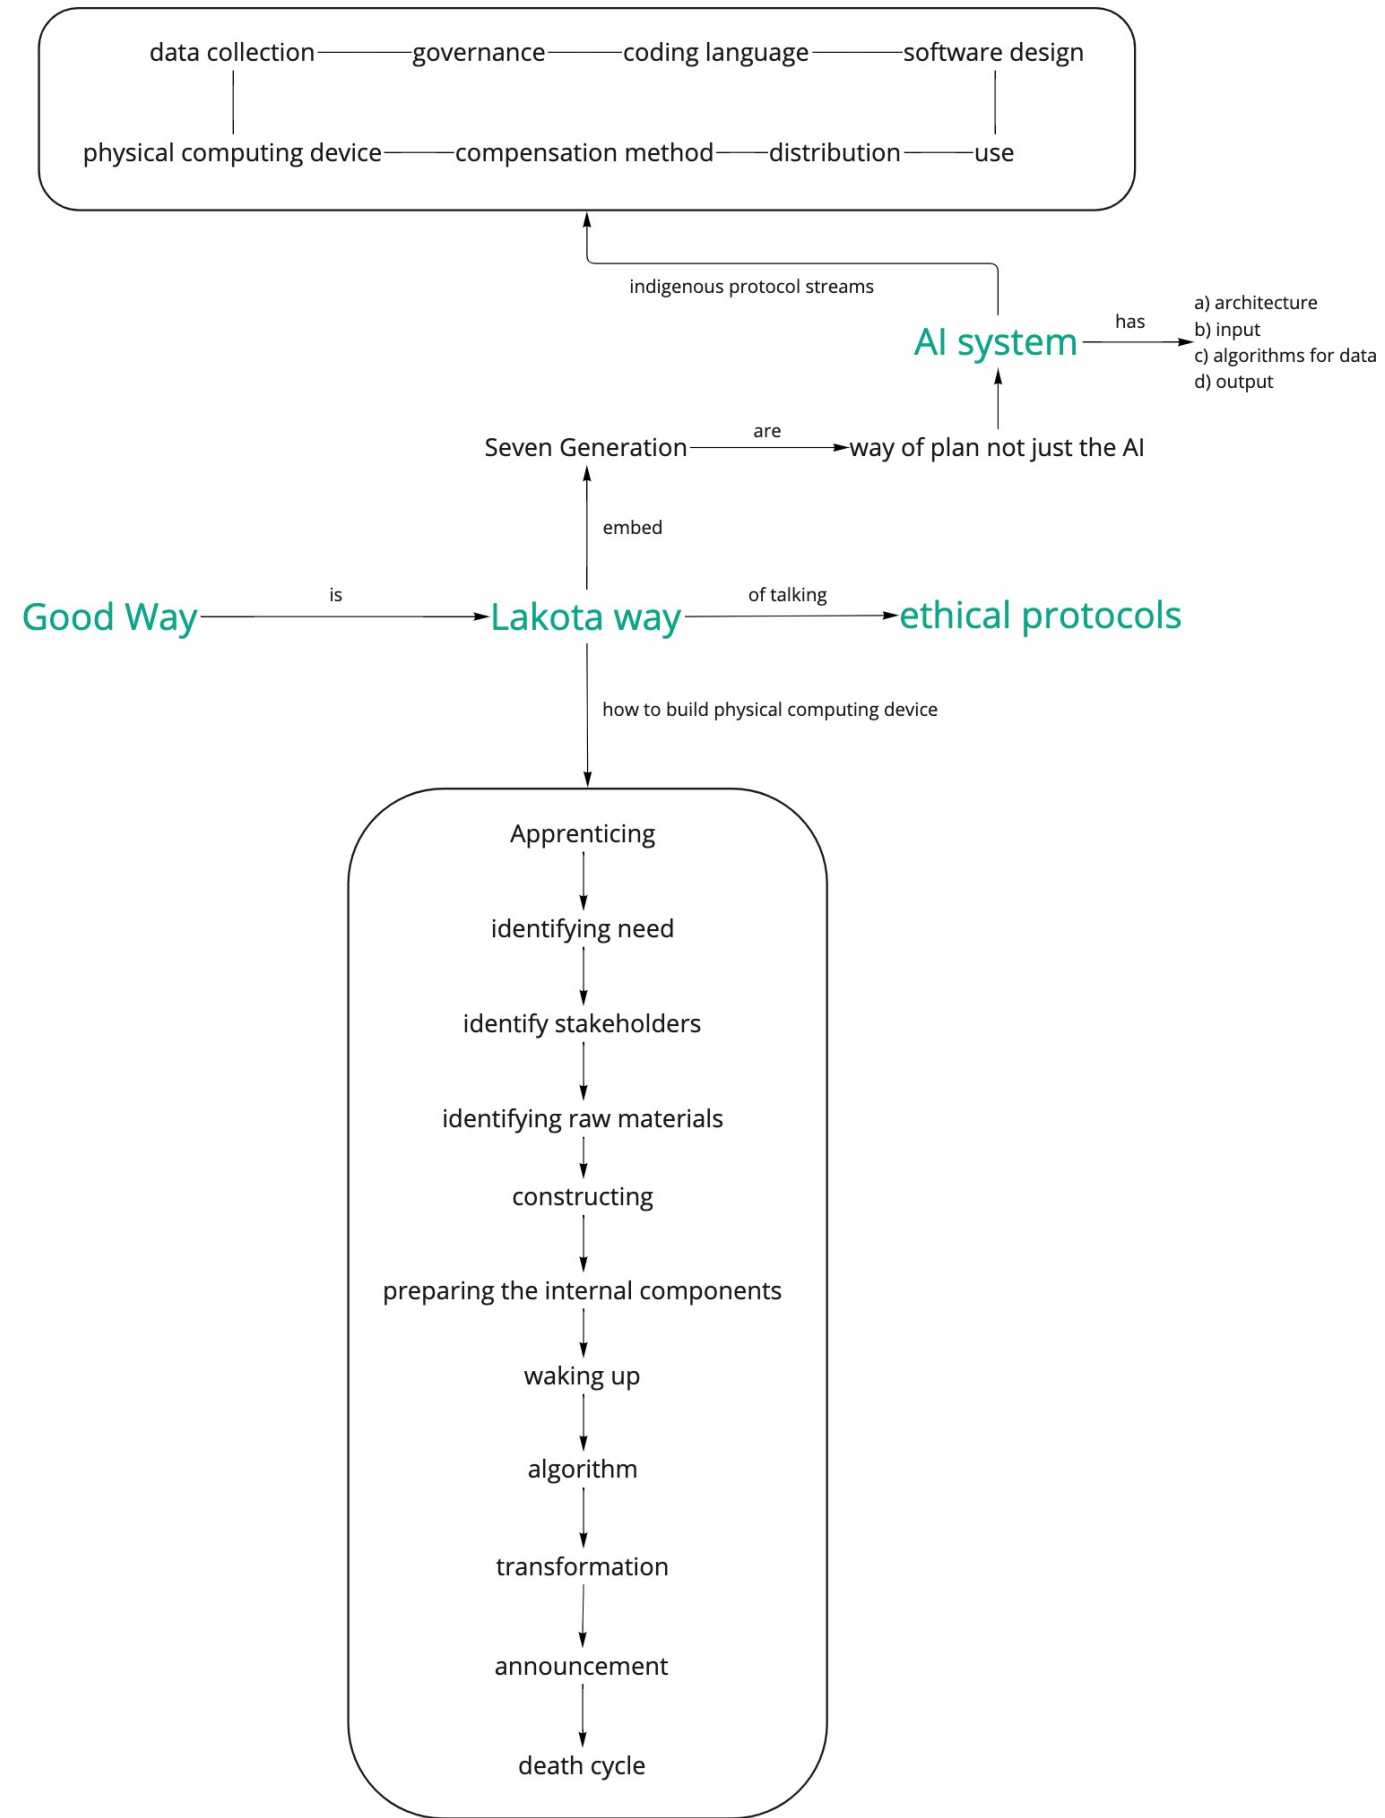 data collection governance coding language software design
physical computing device compensation method distribution use
indigenous protocol streams
a) architecture
AI system has b) input
c) algorithms for data
d) output
Seven Generation are way of plan not just the AI
embed
Good Way is Lakota way of talking ethical protocols
how to build physical computing device
Apprenticing
identifying need
identify stakeholders
identifying raw materials
constructing
preparing the internal components
waking up
algorithm
transformation
announcement
death cycle